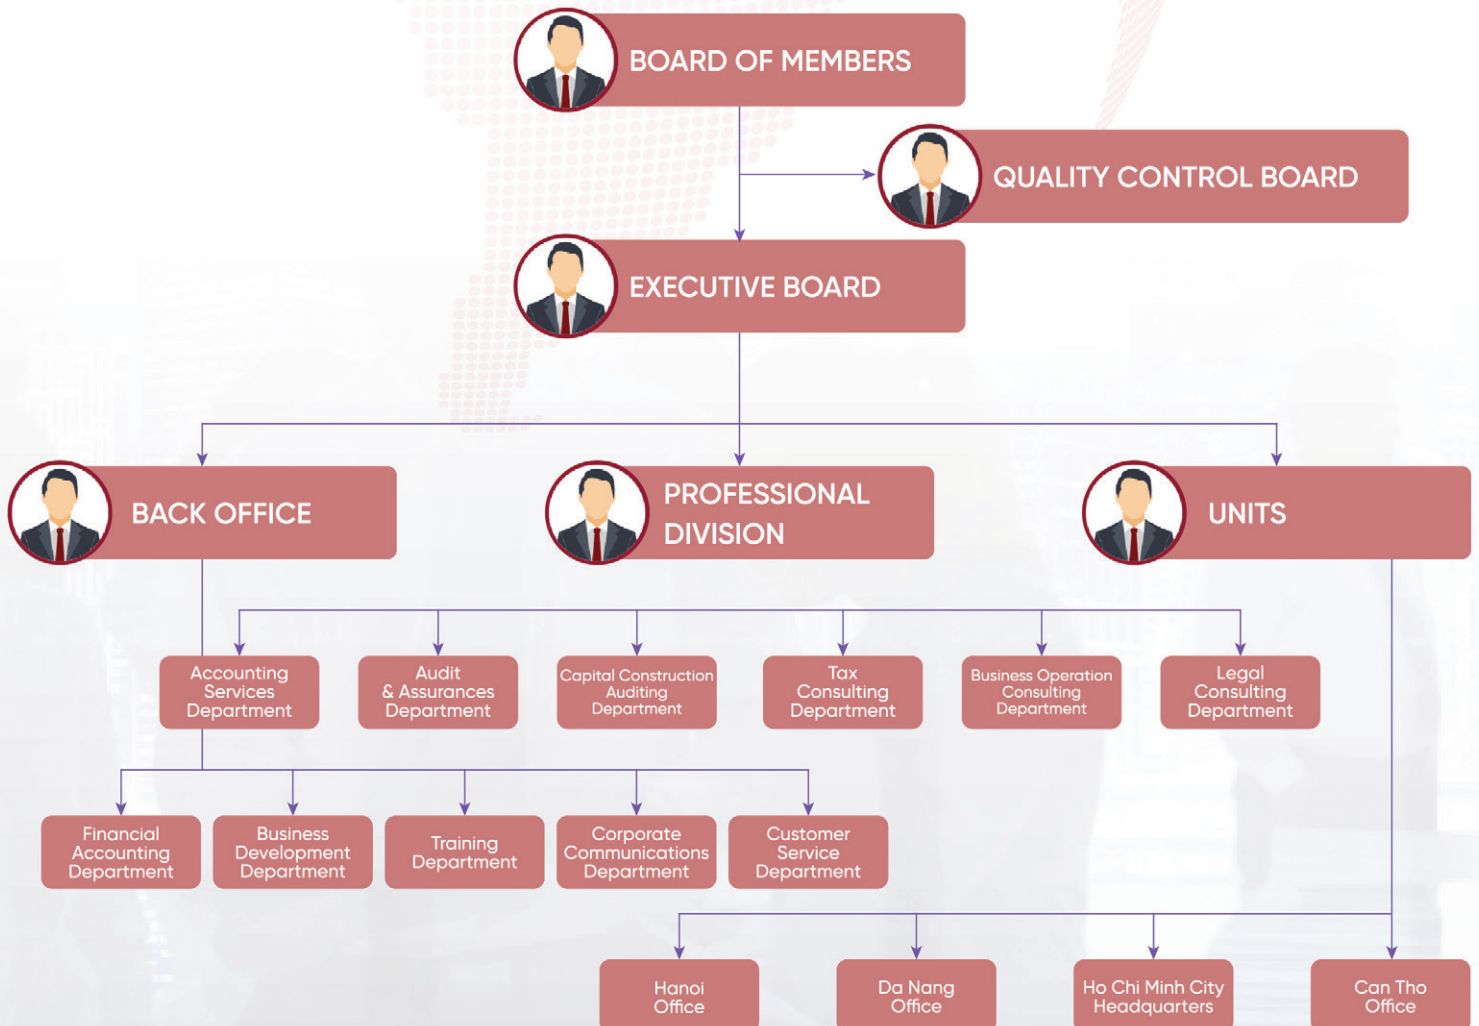 BOARD OF MEMBERS
QUALITY CONTROL BOARD
EXECUTIVE BOARD
BACK OFFICE
PROFESSIONAL
DIVISION
UNITS
Accounting
Services
Department
Audit
& Assurances
Department
Capital Construction
Auditing
Department
Tax
Consulting
Department
Business Operation
Consulting
Department
Legal
Consulting
Department
Financial
Accounting
Department
Business
Development
Department
Training
Department
Corporate
Communications
Department
Customer
Service
Department
Hanoi
Office
Da Nang
Office
Ho Chi Minh City
Headquarters
Can Tho
Office